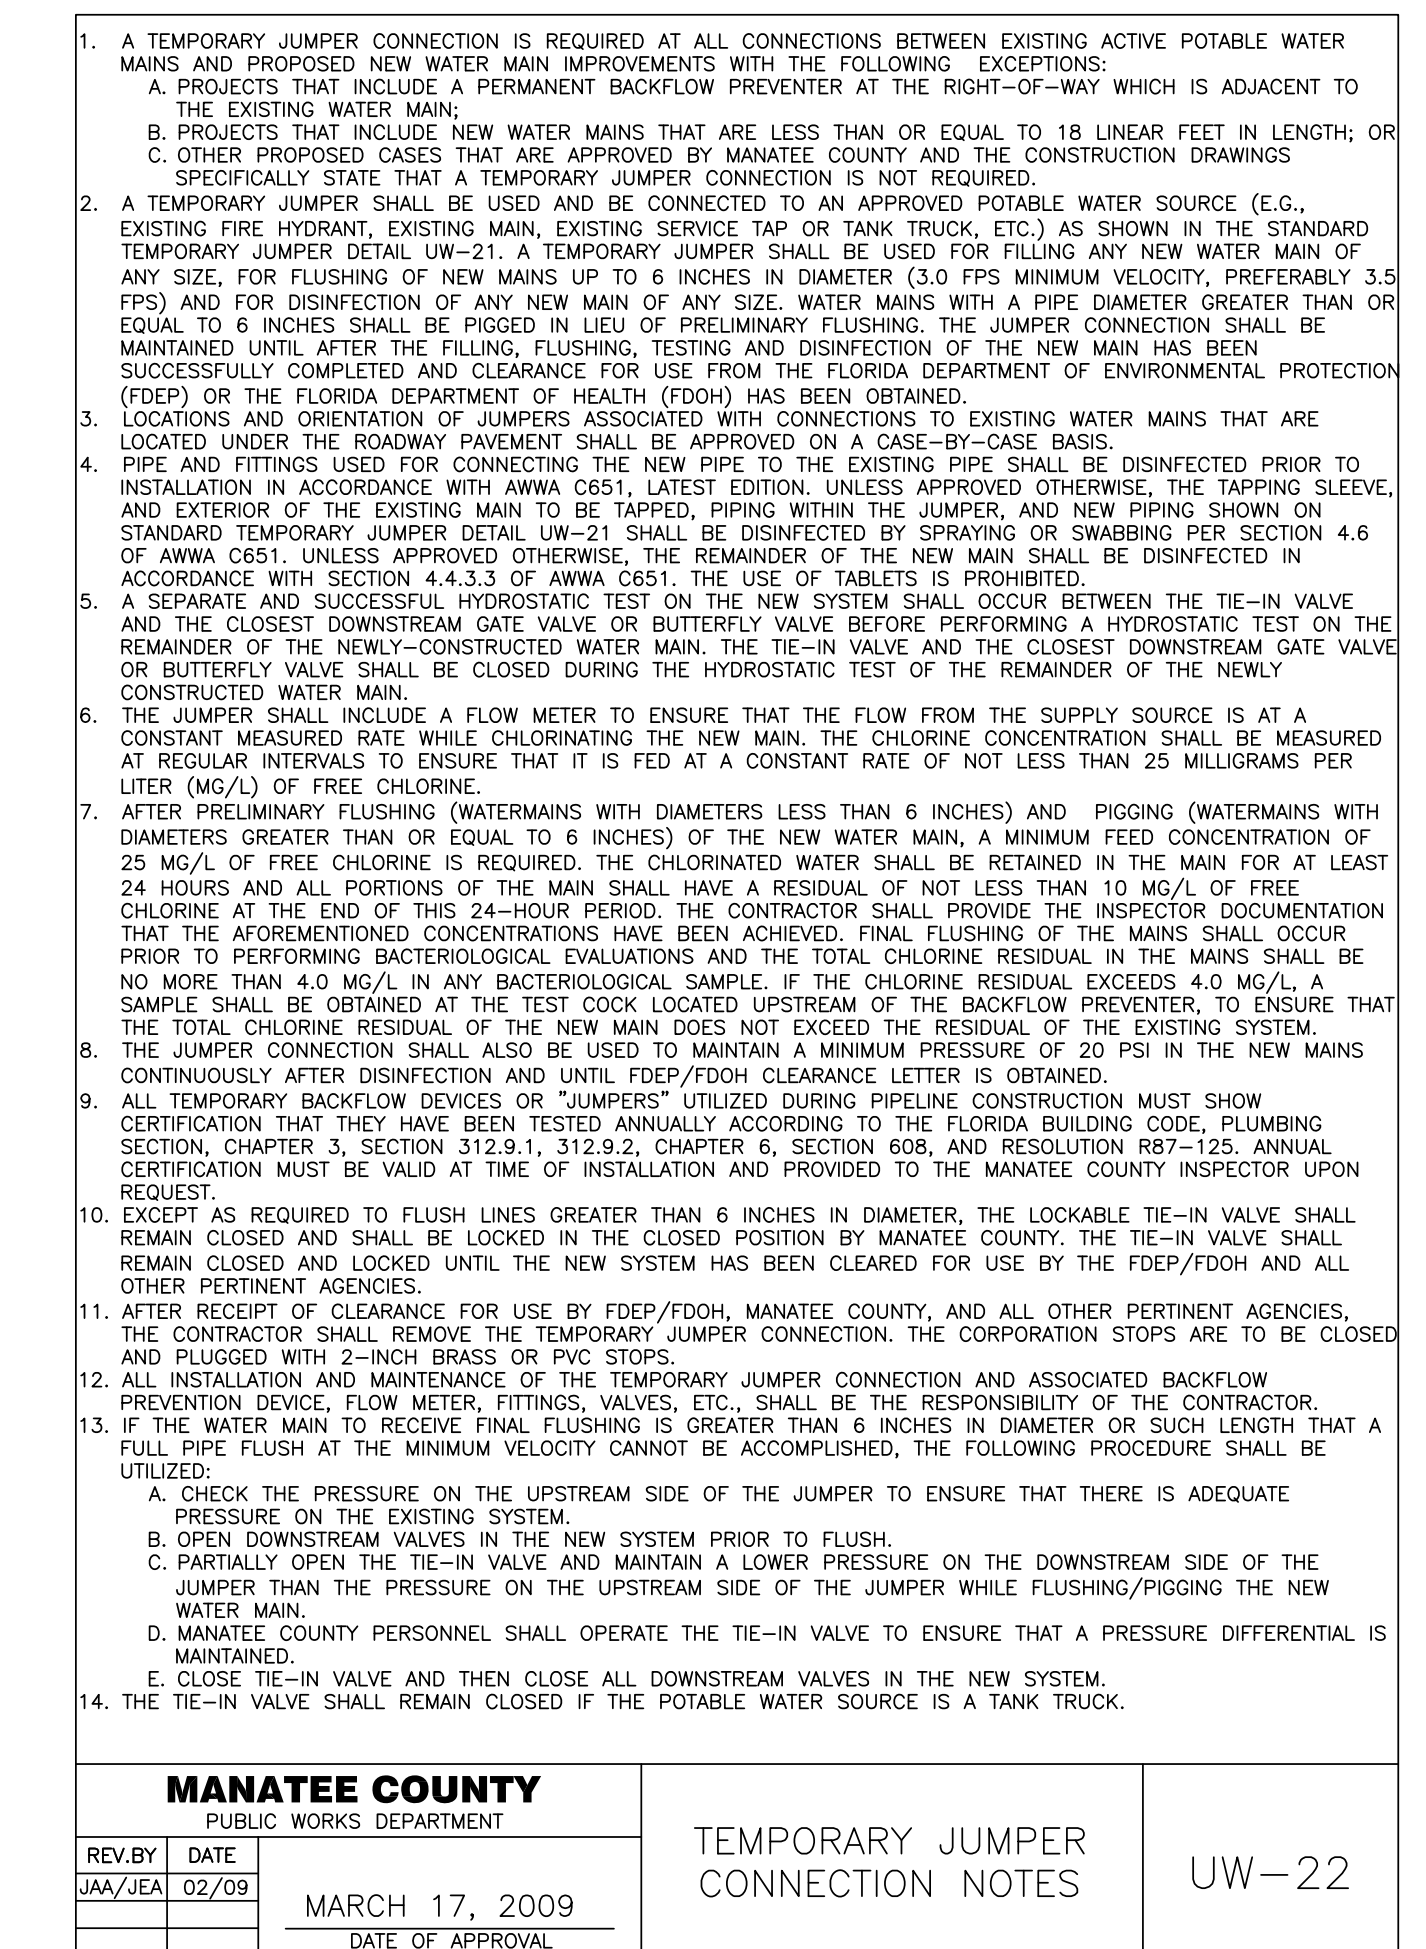 1. A TEMPORARY JUMPER CONNECTION IS REQUIRED AT ALL CONNECTIONS BETWEEN EXISTING ACTIVE POTABLE WATER
MAINS AND PROPOSED NEW WATER MAIN IMPROVEMENTS WITH THE FOLLOWING EXCEPTIONS:
A. PROJECTS THAT INCLUDE A PERMANENT BACKFLOW PREVENTER AT THE RIGHT-OF-WAY WHICH IS ADJACENT TO
THE EXISTING WATER MAIN;
B. PROJECTS THAT INCLUDE NEW WATER MAINS THAT ARE LESS THAN OR EQUAL TO 18 LINEAR FEET IN LENGTH; OR
C. OTHER PROPOSED CASES THAT ARE APPROVED BY MANATEE COUNTY AND THE CONSTRUCTION DRAWINGS
SPECIFICALLY STATE THAT A TEMPORARY JUMPER CONNECTION IS NOT REQUIRED.
2. A TEMPORARY JUMPER SHALL BE USED AND BE CONNECTED TO AN APPROVED POTABLE WATER SOURCE (E.G.,
EXISTING FIRE HYDRANT, EXISTING MAIN, EXISTING SERVICE TAP OR TANK TRUCK, ETC.) AS SHOWN IN THE STANDARD
TEMPORARY JUMPER DETAIL UW-21. A TEMPORARY JUMPER SHALL BE USED FOR FILLING ANY NEW WATER MAIN OF
ANY SIZE, FOR FLUSHING OF NEW MAINS UP TO 6 INCHES IN DIAMETER (3.0 FPS MINIMUM VELOCITY, PREFERABLY 3.5
FPS) AND FOR DISINFECTION OF ANY NEW MAIN OF ANY SIZE. WATER MAINS WITH A PIPE DIAMETER GREATER THAN OR
EQUAL TO 6 INCHES SHALL BE PIGGED IN LIEU OF PRELIMINARY FLUSHING. THE JUMPER CONNECTION SHALL BE
MAINTAINED UNTIL AFTER THE FILLING, FLUSHING, TESTING AND DISINFECTION OF THE NEW MAIN HAS BEEN
SUCCESSFULLY COMPLETED AND CLEARANCE FOR USE FROM THE FLORIDA DEPARTMENT OF ENVIRONMENTAL PROTECTION
(FDEP) OR THE FLORIDA DEPARTMENT OF HEALTH (FDOH) HAS BEEN OBTAINED.
3. LOCATIONS AND ORIENTATION OF JUMPERS ASSOCIATED WITH CONNECTIONS TO EXISTING WATER MAINS THAT ARE
LOCATED UNDER THE ROADWAY PAVEMENT SHALL BE APPROVED ON A CASE-BY-CASE BASIS.
4. PIPE AND FITTINGS USED FOR CONNECTING THE NEW PIPE TO THE EXISTING PIPE SHALL BE DISINFECTED PRIOR TO
INSTALLATION IN ACCORDANCE WITH AWWA C651, LATEST EDITION. UNLESS APPROVED OTHERWISE, THE TAPPING SLEEVE,
AND EXTERIOR OF THE EXISTING MAIN TO BE TAPPED, PIPING WITHIN THE JUMPER, AND NEW PIPING SHOWN ON
STANDARD TEMPORARY JUMPER DETAIL UW-21 SHALL BE DISINFECTED BY SPRAYING OR SWABBING PER SECTION 4.6
OF AWWA C651. UNLESS APPROVED OTHERWISE, THE REMAINDER OF THE NEW MAIN SHALL BE DISINFECTED IN
ACCORDANCE WITH SECTION 4.4.3.3 OF AWWA C651. THE USE OF TABLETS IS PROHIBITED.
5. A SEPARATE AND SUCCESSFUL HYDROSTATIC TEST ON THE NEW SYSTEM SHALL OCCUR BETWEEN THE TIE-IN VALVE
AND THE CLOSEST DOWNSTREAM GATE VALVE OR BUTTERFLY VALVE BEFORE PERFORMING A HYDROSTATIC TEST ON THE
REMAINDER OF THE NEWLY-CONSTRUCTED WATER MAIN. THE TIE-IN VALVE AND THE CLOSEST DOWNSTREAM GATE VALVE
OR BUTTERFLY VALVE SHALL BE CLOSED DURING THE HYDROSTATIC TEST OF THE REMAINDER OF THE NEWLY
CONSTRUCTED WATER MAIN.
6. THE JUMPER SHALL INCLUDE A FLOW METER TO ENSURE THAT THE FLOW FROM THE SUPPLY SOURCE IS AT A
CONSTANT MEASURED RATE WHILE CHLORINATING THE NEW MAIN. THE CHLORINE CONCENTRATION SHALL BE MEASURED
AT REGULAR INTERVALS TO ENSURE THAT IT IS FED AT A CONSTANT RATE OF NOT LESS THAN 25 MILLIGRAMS PER
LITER (MG/L) OF FREE CHLORINE.
7. AFTER PRELIMINARY FLUSHING (WATERMAINS WITH DIAMETERS LESS THAN 6 INCHES) AND PIGGING (WATERMAINS WITH
DIAMETERS GREATER THAN OR EQUAL TO 6 INCHES) OF THE NEW WATER MAIN, A MINIMUM FEED CONCENTRATION OF
25 MG/L OF FREE CHLORINE IS REQUIRED. THE CHLORINATED WATER SHALL BE RETAINED IN THE MAIN FOR AT LEAST
24 HOURS AND ALL PORTIONS OF THE MAIN SHALL HAVE A RESIDUAL OF NOT LESS THAN 10 MG/L OF FREE
CHLORINE AT THE END OF THIS 24-HOUR PERIOD. THE CONTRACTOR SHALL PROVIDE THE INSPECTOR DOCUMENTATION
THAT THE AFOREMENTIONED CONCENTRATIONS HAVE BEEN ACHIEVED. FINAL FLUSHING OF THE MAINS SHALL OCCUR
PRIOR TO PERFORMING BACTERIOLOGICAL EVALUATIONS AND THE TOTAL CHLORINE RESIDUAL IN THE MAINS SHALL BE
NO MORE THAN 4.0 MG/L IN ANY BACTERIOLOGICAL SAMPLE. IF THE CHLORINE RESIDUAL EXCEEDS 4.0 MG/L, A
SAMPLE SHALL BE OBTAINED AT THE TEST COCK LOCATED UPSTREAM OF THE BACKFLOW PREVENTER, TO ENSURE THAT
THE TOTAL CHLORINE RESIDUAL OF THE NEW MAIN DOES NOT EXCEED THE RESIDUAL OF THE EXISTING SYSTEM.
8. THE JUMPER CONNECTION SHALL ALSO BE USED TO MAINTAIN A MINIMUM PRESSURE OF 20 PSI IN THE NEW MAINS
CONTINUOUSLY AFTER DISINFECTION AND UNTIL FDEP/FDOH CLEARANCE LETTER IS OBTAINED.
9. ALL TEMPORARY BACKFLOW DEVICES OR "JUMPERS" UTILIZED DURING PIPELINE CONSTRUCTION MUST SHOW
CERTIFICATION THAT THEY HAVE BEEN TESTED ANNUALLY ACCORDING TO THE FLORIDA BUILDING CODE, PLUMBING
SECTION, CHAPTER 3, SECTION 312.9.1, 312.9.2, CHAPTER 6, SECTION 608, AND RESOLUTION R87-125. ANNUAL
CERTIFICATION MUST BE VALID AT TIME OF INSTALLATION AND PROVIDED TO THE MANATEE COUNTY INSPECTOR UPON
REQUEST.
10. EXCEPT AS REQUIRED TO FLUSH LINES GREATER THAN 6 INCHES IN DIAMETER, THE LOCKABLE TIE-IN VALVE SHALL
REMAIN CLOSED AND SHALL BE LOCKED IN THE CLOSED POSITION BY MANATEE COUNTY. THE TIE-IN VALVE SHALL
REMAIN CLOSED AND LOCKED UNTIL THE NEW SYSTEM HAS BEEN CLEARED FOR USE BY THE FDEP/FDOH AND ALL
OTHER PERTINENT AGENCIES.
11. AFTER RECEIPT OF CLEARANCE FOR USE BY FDEP/FDOH, MANATEE COUNTY, AND ALL OTHER PERTINENT AGENCIES,
THE CONTRACTOR SHALL REMOVE THE TEMPORARY JUMPER CONNECTION. THE CORPORATION STOPS ARE TO BE CLOSED
AND PLUGGED WITH 2-INCH BRASS OR PVC STOPS.
12. ALL INSTALLATION AND MAINTENANCE OF THE TEMPORARY JUMPER CONNECTION AND ASSOCIATED BACKFLOW
PREVENTION DEVICE, FLOW METER, FITTINGS, VALVES, ETC., SHALL BE THE RESPONSIBILITY OF THE CONTRACTOR.
13. IF THE WATER MAIN TO RECEIVE FINAL FLUSHING IS GREATER THAN 6 INCHES IN DIAMETER OR SUCH LENGTH THAT A
FULL PIPE FLUSH AT THE MINIMUM VELOCITY CANNOT BE ACCOMPLISHED, THE FOLLOWING PROCEDURE SHALL BE
UTILIZED:
A. CHECK THE PRESSURE ON THE UPSTREAM SIDE OF THE JUMPER TO ENSURE THAT THERE IS ADEQUATE
PRESSURE ON THE EXISTING SYSTEM.
B. OPEN DOWNSTREAM VALVES IN THE NEW SYSTEM PRIOR TO FLUSH.
C. PARTIALLY OPEN THE TIE-IN VALVE AND MAINTAIN A LOWER PRESSURE ON THE DOWNSTREAM SIDE OF THE
JUMPER THAN THE PRESSURE ON THE UPSTREAM SIDE OF THE JUMPER WHILE FLUSHING/PIGGING THE NEW
WATER MAIN.
D. MANATEE COUNTY PERSONNEL SHALL OPERATE THE TIE-IN VALVE TO ENSURE THAT A PRESSURE DIFFERENTIAL IS
MAINTAINED.
E. CLOSE TIE-IN VALVE AND THEN CLOSE ALL DOWNSTREAM VALVES IN THE NEW SYSTEM.
14. THE TIE-IN VALVE SHALL REMAIN CLOSED IF THE POTABLE WATER SOURCE IS A TANK TRUCK.
MANATEE COUNTY
PUBLIC WORKS DEPARTMENT
REV.BY DATE
JAA/JEA 02/09
MARCH 17, 2009
DATE OF APPROVAL
TEMPORARY JUMPER
CONNECTION NOTES
UW-22